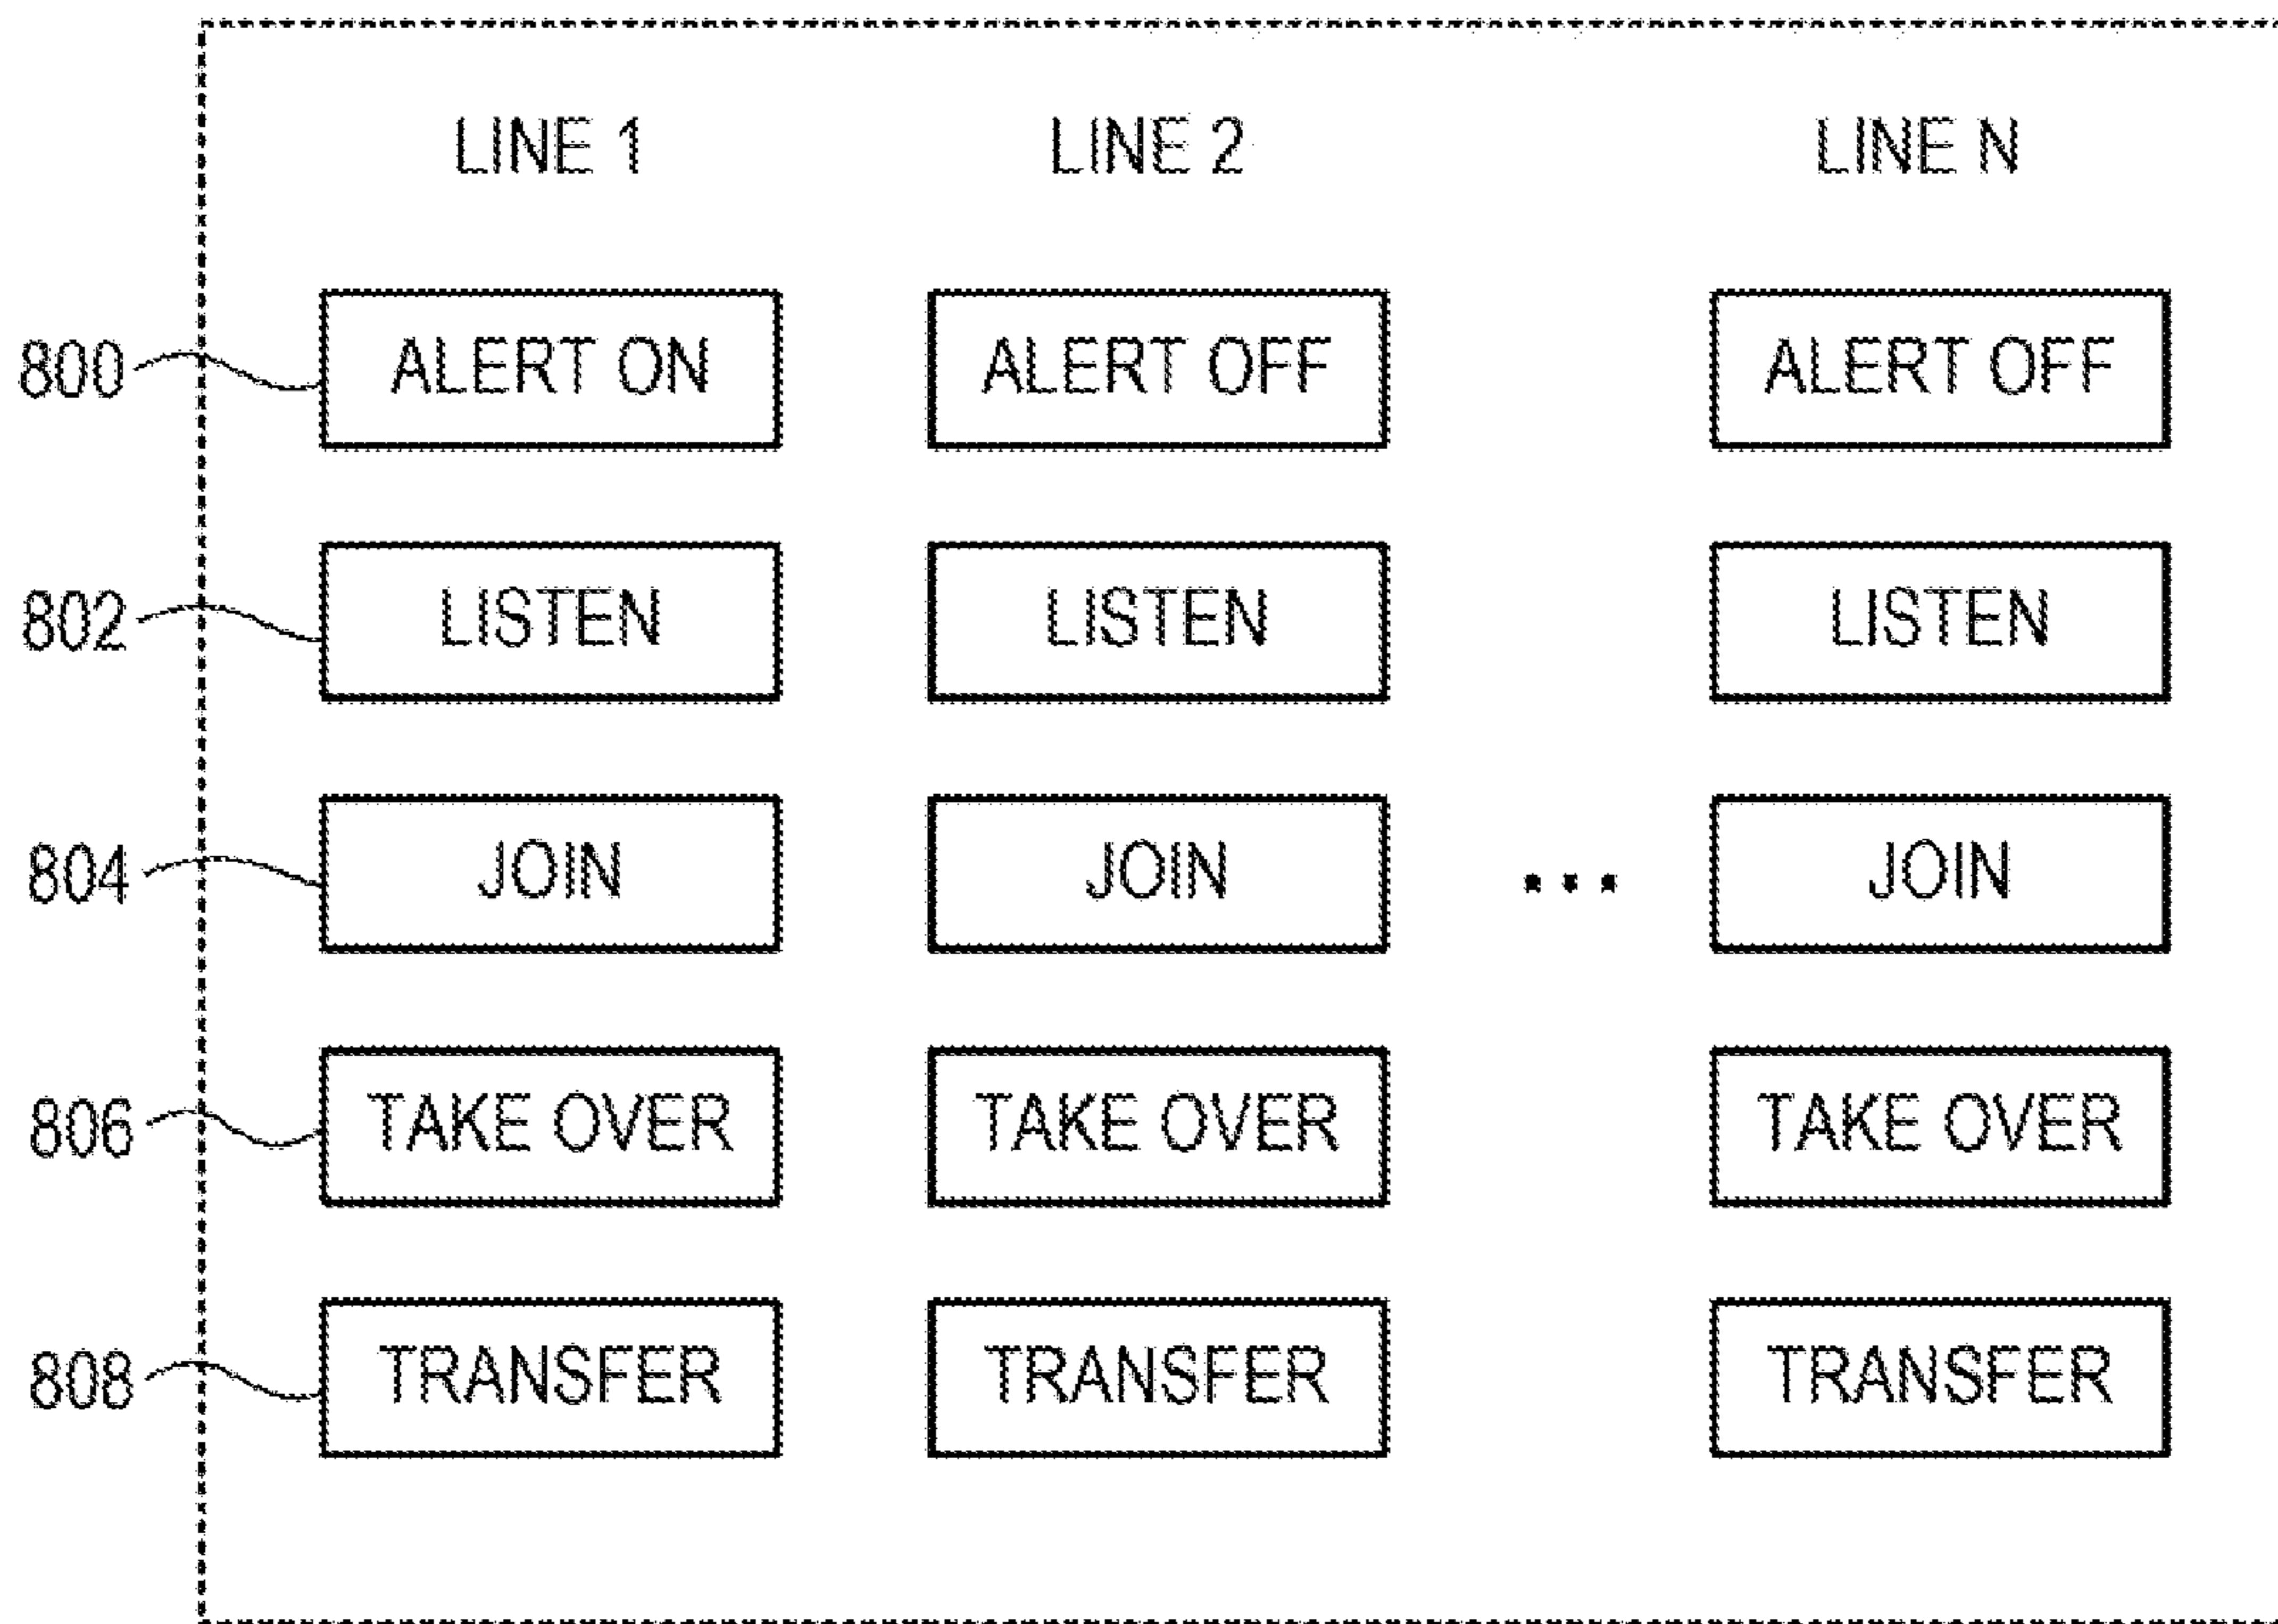 LINE 1 LINE 2 LINE N
800 ALERT ON ALERT OFF ALERT OFF
802 LISTEN LISTEN LISTEN
804 JOIN JOIN ... JOIN
806 TAKE OVER TAKE OVER TAKE OVER
808 TRANSFER TRANSFER TRANSFER